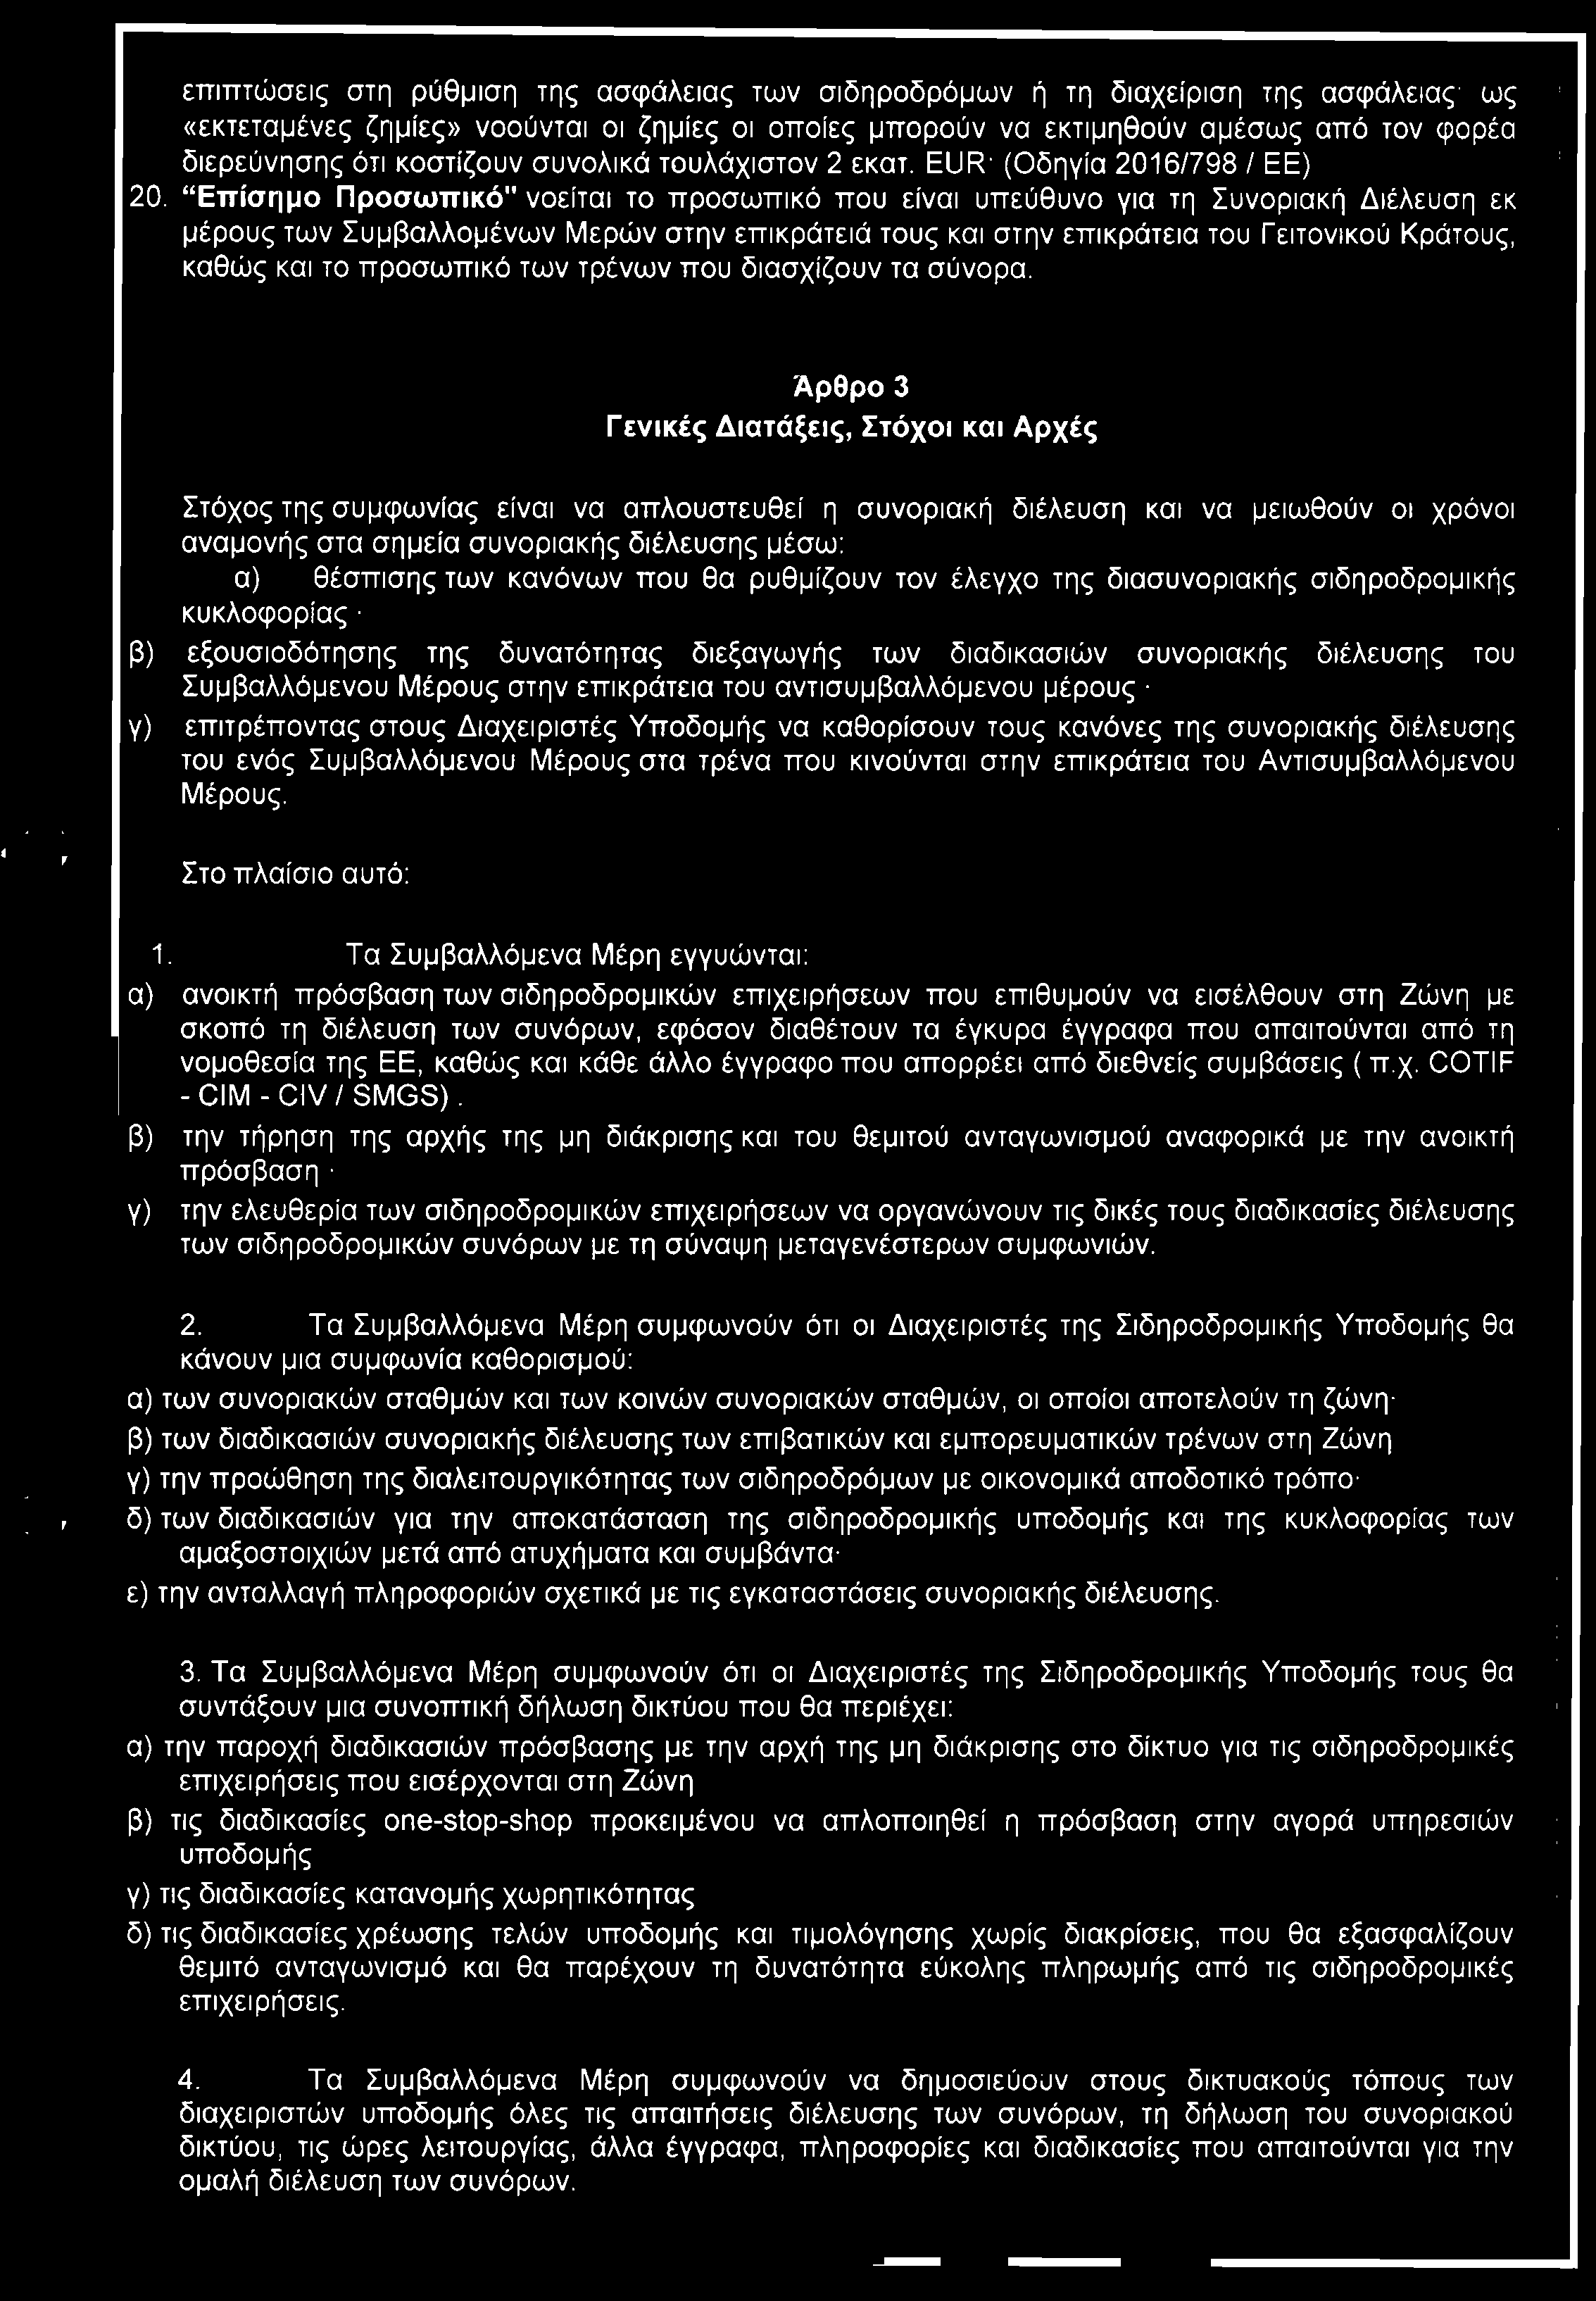 επιπτώσεις στη ρύθμιση της ασφάλειας των σιδηροδρόμων ή τη διαχείριση της ασφάλειας· ως
«εκτεταμένες ζημίες» νοούνται οι ζημίες οι οποίες μπορούν να εκτιμηθούν αμέσως από τον φορέα
διερεύνησης ότι κοστίζουν συνολικά τουλάχιστον 2 εκατ. EUR· (Οδηγία 2016/798 / ΕΕ)
20. “Επίσημο Προσωπικό" νοείται το προσωπικό που είναι υπεύθυνο για τη Συνοριακή Διέλευση εκ
μέρους των Συμβαλλομένων Μερών στην επικράτειά τους και στην επικράτεια του Γειτονικού Κράτους,
καθώς και το προσωπικό των τρένων που διασχίζουν τα σύνορα.
Άρθρο 3
Γενικές Διατάξεις, Στόχοι και Αρχές
Στόχος της συμφωνίας είναι να απλουστευθεί η συνοριακή διέλευση και να μειωθούν οι χρόνοι
αναμονής στα σημεία συνοριακής διέλευσης μέσω:
α) θέσπισης των κανόνων που θα ρυθμίζουν τον έλεγχο της διασυνοριακής σιδηροδρομικής
κυκλοφορίας ·
β) εξουσιοδότησης της δυνατότητας διεξαγωγής των διαδικασιών συνοριακής διέλευσης του
Συμβαλλόμενου Μέρους στην επικράτεια του αντισυμβαλλόμενου μέρους ·
γ) επιτρέποντας στους Διαχειριστές Υποδομής να καθορίσουν τους κανόνες της συνοριακής διέλευσης
του ενός Συμβαλλόμενου Μέρους στα τρένα που κινούνται στην επικράτεια του Αντισυμβαλλόμενου
Μέρους.
Στο πλαίσιο αυτό:
1. Τα Συμβαλλόμενα Μέρη εγγυώνται:
α) ανοικτή πρόσβαση των σιδηροδρομικών επιχειρήσεων που επιθυμούν να εισέλθουν στη Ζώνη με
σκοπό τη διέλευση των συνόρων, εφόσον διαθέτουν τα έγκυρα έγγραφα που απαιτούνται από τη
νομοθεσία της ΕΕ, καθώς και κάθε άλλο έγγραφο που απορρέει από διεθνείς συμβάσεις ( π.χ. COTIF
- CIM - CIV / SMGS) .
β) την τήρηση της αρχής της μη διάκρισης και του θεμιτού ανταγωνισμού αναφορικά με την ανοικτή
πρόσβαση ·
γ) την ελευθερία των σιδηροδρομικών επιχειρήσεων να οργανώνουν τις δικές τους διαδικασίες διέλευσης
των σιδηροδρομικών συνόρων με τη σύναψη μεταγενέστερων συμφωνιών.
2. Τα Συμβαλλόμενα Μέρη συμφωνούν ότι οι Διαχειριστές της Σιδηροδρομικής Υποδομής θα
κάνουν μια συμφωνία καθορισμού:
α) των συνοριακών σταθμών και των κοινών συνοριακών σταθμών, οι οποίοι αποτελούν τη ζώνη·
β) των διαδικασιών συνοριακής διέλευσης των επιβατικών και εμπορευματικών τρένων στη Ζώνη
γ) την προώθηση της διαλειτουργικότητας των σιδηροδρόμων με οικονομικά αποδοτικό τρόπο·
δ) των διαδικασιών για την αποκατάσταση της σιδηροδρομικής υποδομής και της κυκλοφορίας των
αμαξοστοιχιών μετά από ατυχήματα και συμβάντα·
ε) την ανταλλαγή πληροφοριών σχετικά με τις εγκαταστάσεις συνοριακής διέλευσης.
3. Τα Συμβαλλόμενα Μέρη συμφωνούν ότι οι Διαχειριστές της Σιδηροδρομικής Υποδομής τους θα
συντάξουν μια συνοπτική δήλωση δικτύου που θα περιέχει:
α) την παροχή διαδικασιών πρόσβασης με την αρχή της μη διάκρισης στο δίκτυο για τις σιδηροδρομικές
επιχειρήσεις που εισέρχονται στη Ζώνη
β) τις διαδικασίες one-stop-shop προκειμένου να απλοποιηθεί η πρόσβαση στην αγορά υπηρεσιών
υποδομής
γ) τις διαδικασίες κατανομής χωρητικότητας
δ) τις διαδικασίες χρέωσης τελών υποδομής και τιμολόγησης χωρίς διακρίσεις, που θα εξασφαλίζουν
θεμιτό ανταγωνισμό και θα παρέχουν τη δυνατότητα εύκολης πληρωμής από τις σιδηροδρομικές
επιχειρήσεις.
4. Τα Συμβαλλόμενα Μέρη συμφωνούν να δημοσιεύουν στους δικτυακούς τόπους των
διαχειριστών υποδομής όλες τις απαιτήσεις διέλευσης των συνόρων, τη δήλωση του συνοριακού
δικτύου, τις ώρες λειτουργίας, άλλα έγγραφα, πληροφορίες και διαδικασίες που απαιτούνται για την
ομαλή διέλευση των συνόρων.